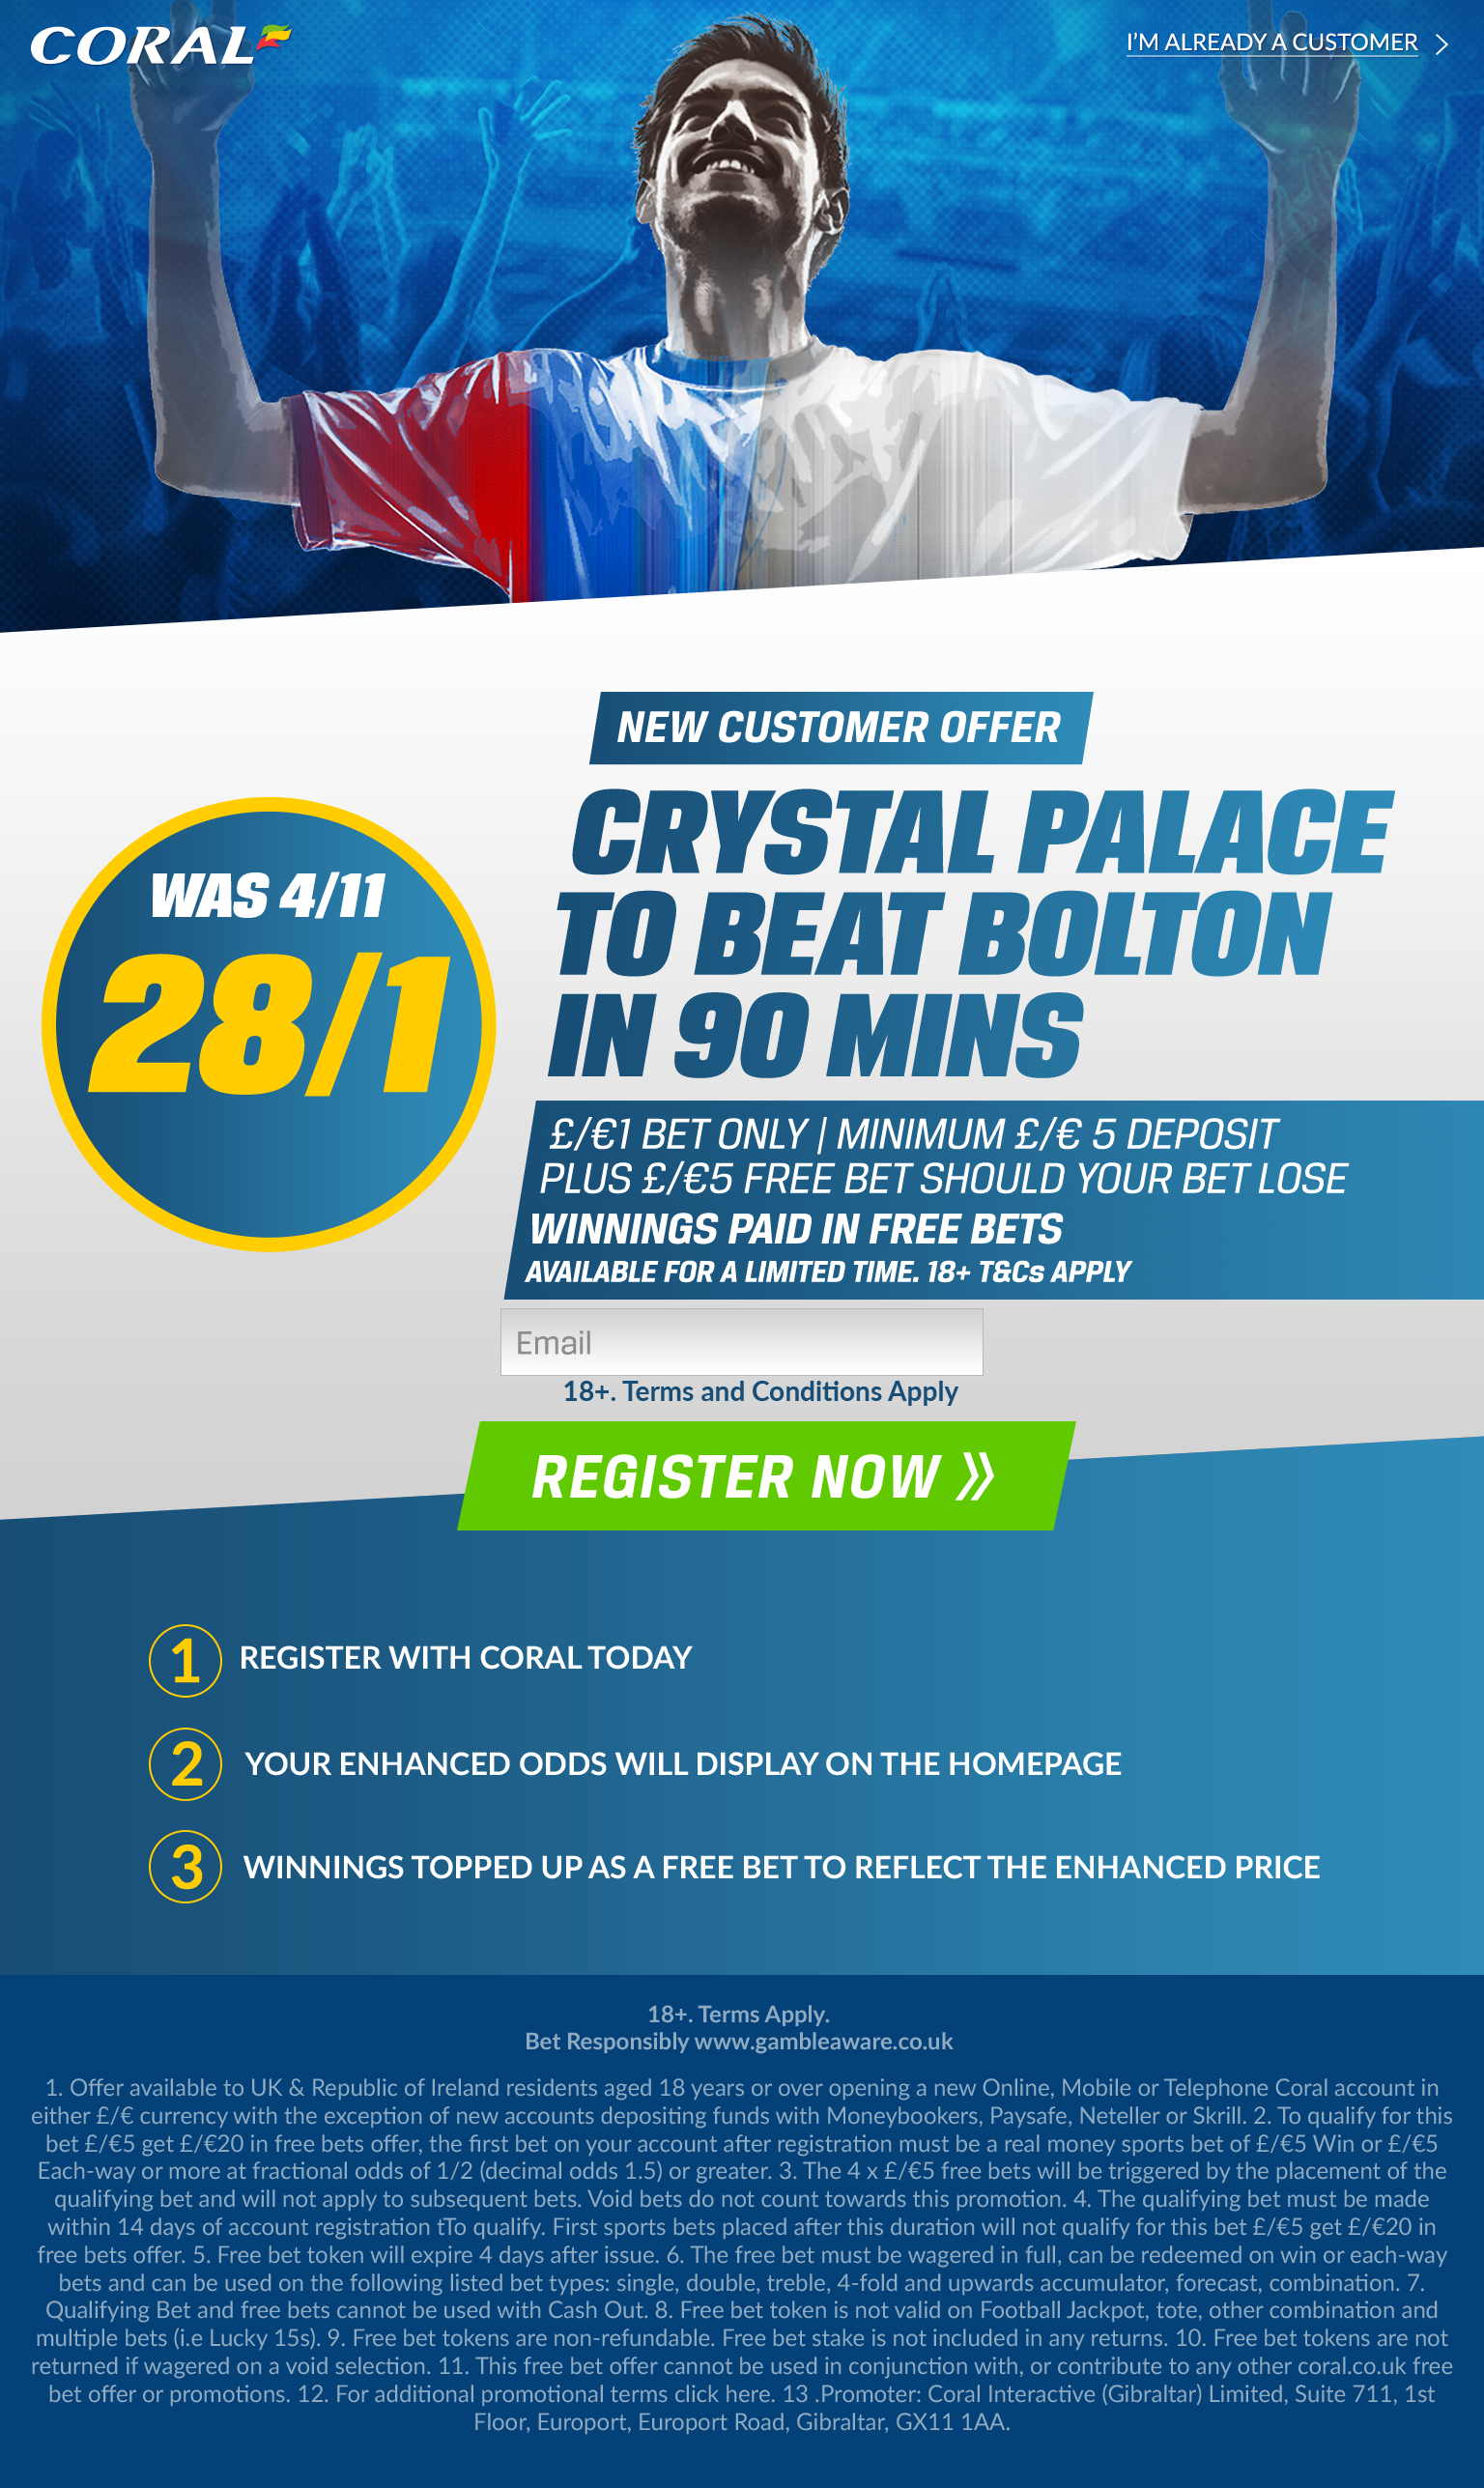 CORAL
I'M ALREADY A CUSTOMER
NEW CUSTOMER OFFER
CRYSTAL PALACE
TO BEAT BOLTON
IN 90 MINS
WAS 4/11
28/1
£/€1 BET ONLY | MINIMUM £/€ 5 DEPOSIT
PLUS £/€5 FREE BET SHOULD YOUR BET LOSE
WINNINGS PAID IN FREE BETS
AVAILABLE FOR A LIMITED TIME. 18+ T&Cs APPLY
Email
18+. Terms and Conditions Apply
REGISTER NOW
1 REGISTER WITH CORAL TODAY
2 YOUR ENHANCED ODDS WILL DISPLAY ON THE HOMEPAGE
3 WINNINGS TOPPED UP AS A FREE BET TO REFLECT THE ENHANCED PRICE
18+. Terms Apply.
Bet Responsibly www.gambleaware.co.uk
1. Offer available to UK & Republic of Ireland residents aged 18 years or over opening a new Online, Mobile or Telephone Coral account in
either £/€ currency with the exception of new accounts depositing funds with Moneybookers, Paysafe, Neteller or Skrill. 2. To qualify for this
bet £/€5 get £/€20 in free bets offer, the first bet on your account after registration must be a real money sports bet of £/€5 Win or £/€5
Each-way or more at fractional odds of 1/2 (decimal odds 1.5) or greater. 3. The 4 x £/€5 free bets will be triggered by the placement of the
qualifying bet and will not apply to subsequent bets. Void bets do not count towards this promotion. 4. The qualifying bet must be made
within 14 days of account registration tTo qualify. First sports bets placed after this duration will not qualify for this bet £/€5 get £/€20 in
free bets offer. 5. Free bet token will expire 4 days after issue. 6. The free bet must be wagered in full, can be redeemed on win or each-way
bets and can be used on the following listed bet types: single, double, treble, 4-fold and upwards accumulator, forecast, combination. 7.
Qualifying Bet and free bets cannot be used with Cash Out. 8. Free bet token is not valid on Football Jackpot, tote, other combination and
multiple bets (i.e Lucky 15s). 9. Free bet tokens are non-refundable. Free bet stake is not included in any returns. 10. Free bet tokens are not
returned if wagered on a void selection. 11. This free bet offer cannot be used in conjunction with, or contribute to any other coral.co.uk free
bet offer or promotions. 12. For additional promotional terms click here. 13 .Promoter: Coral Interactive (Gibraltar) Limited, Suite 711, 1st
Floor, Europort, Europort Road, Gibraltar, GX11 1AA.